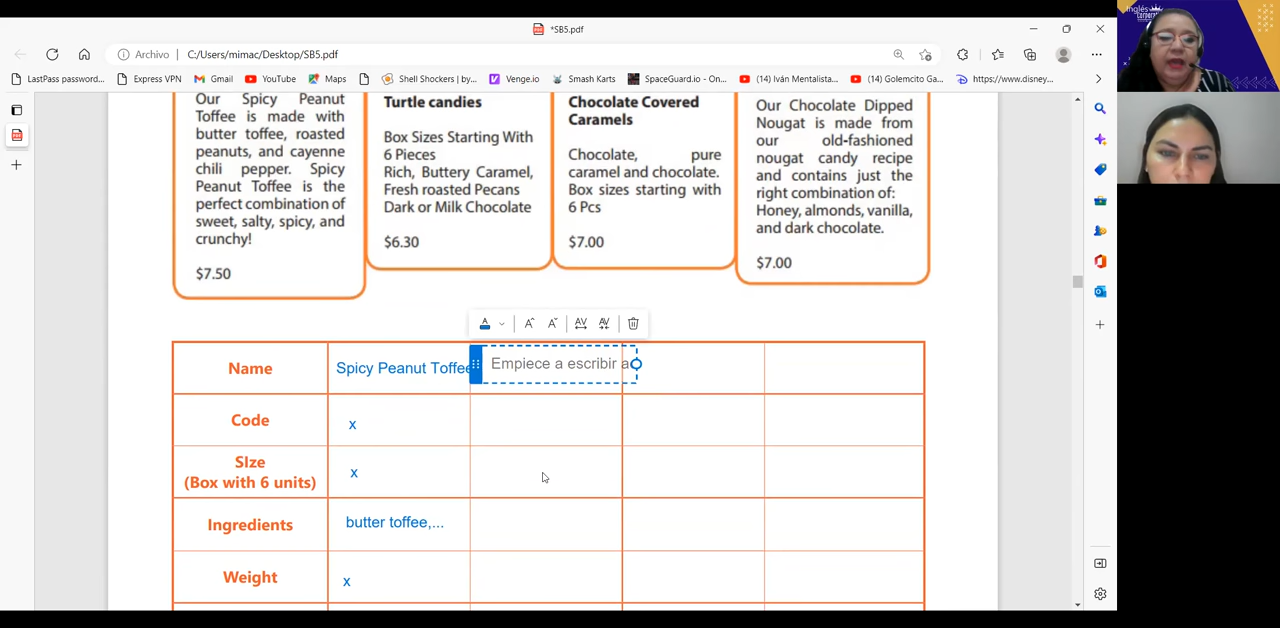 *SB5.pdf
Archivo
C:/Users/mimac/Desktop/SB5.pdf
LastPass password...
Express VPN
Gmail
YouTube
Maps
Shell Shockers | by...
Venge.io
Smash Karts
SpaceGuard.io - On...
(14) Iván Mentalista...
(14) Golemcito Ga...
https://www.disney...
Inglés
Corporativo
Our Spicy Peanut
Toffee is made with
butter toffee, roasted
peanuts, and cayenne
chili pepper. Spicy
Peanut Toffee is the
perfect combination of
sweet, salty, spicy, and
crunchy!
$7.50
Turtle candies
Box Sizes Starting With
6 Pieces
Rich, Buttery Caramel,
Fresh roasted Pecans
Dark or Milk Chocolate
$6.30
Chocolate Covered
Caramels
Chocolate, pure
caramel and chocolate.
Box sizes starting with
6 Pcs
$7.00
Our Chocolate Dipped
Nougat is made from
our old-fashioned
nougat candy recipe
and contains just the
right combination of:
Honey, almonds, vanilla,
and dark chocolate.
$7.00
Name
Spicy Peanut Toffee
Empiece a escribir a
Code
x
SIze
(Box with 6 units)
x
Ingredients
butter toffee,...
Weight
x